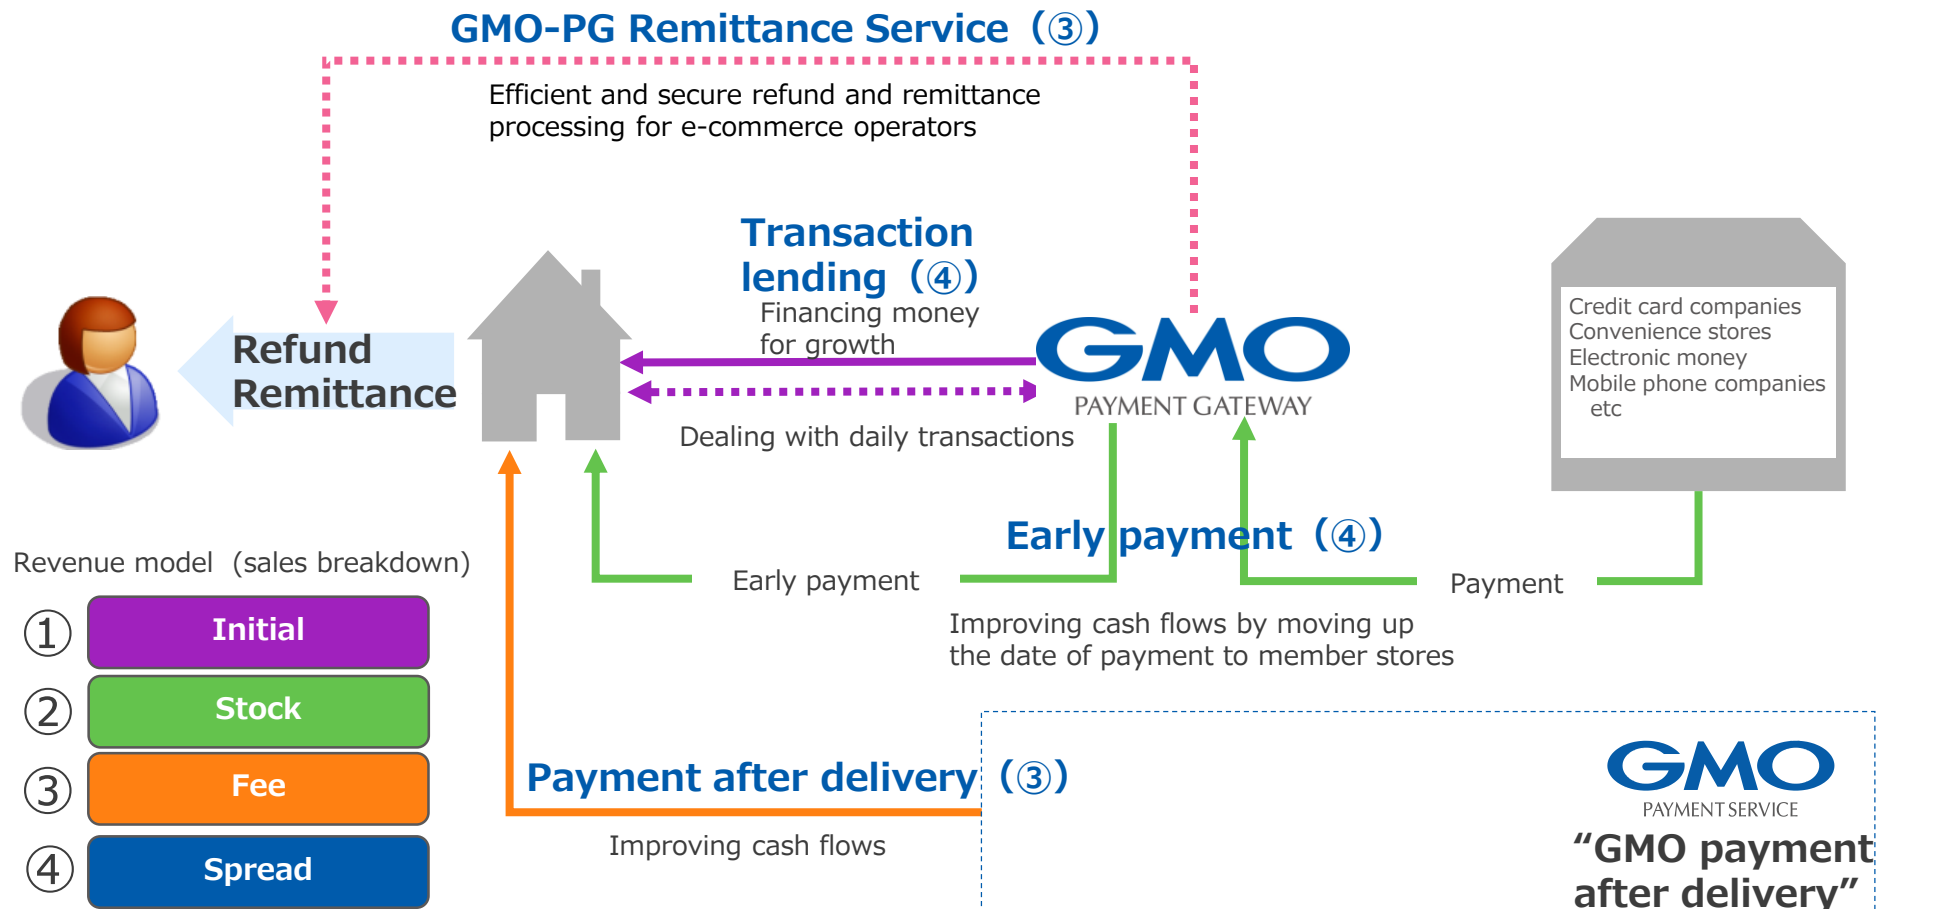 GMO-PG Remittance Service（③）
Efficient and secure refund and remittance
processing for e-commerce operators
Transaction
lending（④）
Financing money
for growth
Refund
Remittance
GMO
PAYMENT GATEWAY
Dealing with daily transactions
Credit card companies
Convenience stores
Electronic money
Mobile phone companies
etc
Early payment（④）
Early payment
Payment
Improving cash flows by moving up
the date of payment to member stores
Revenue model (sales breakdown)
① Initial
② Stock
③ Fee
④ Spread
Payment after delivery（③）
Improving cash flows
GMO
PAYMENT SERVICE
“GMO payment
after delivery”